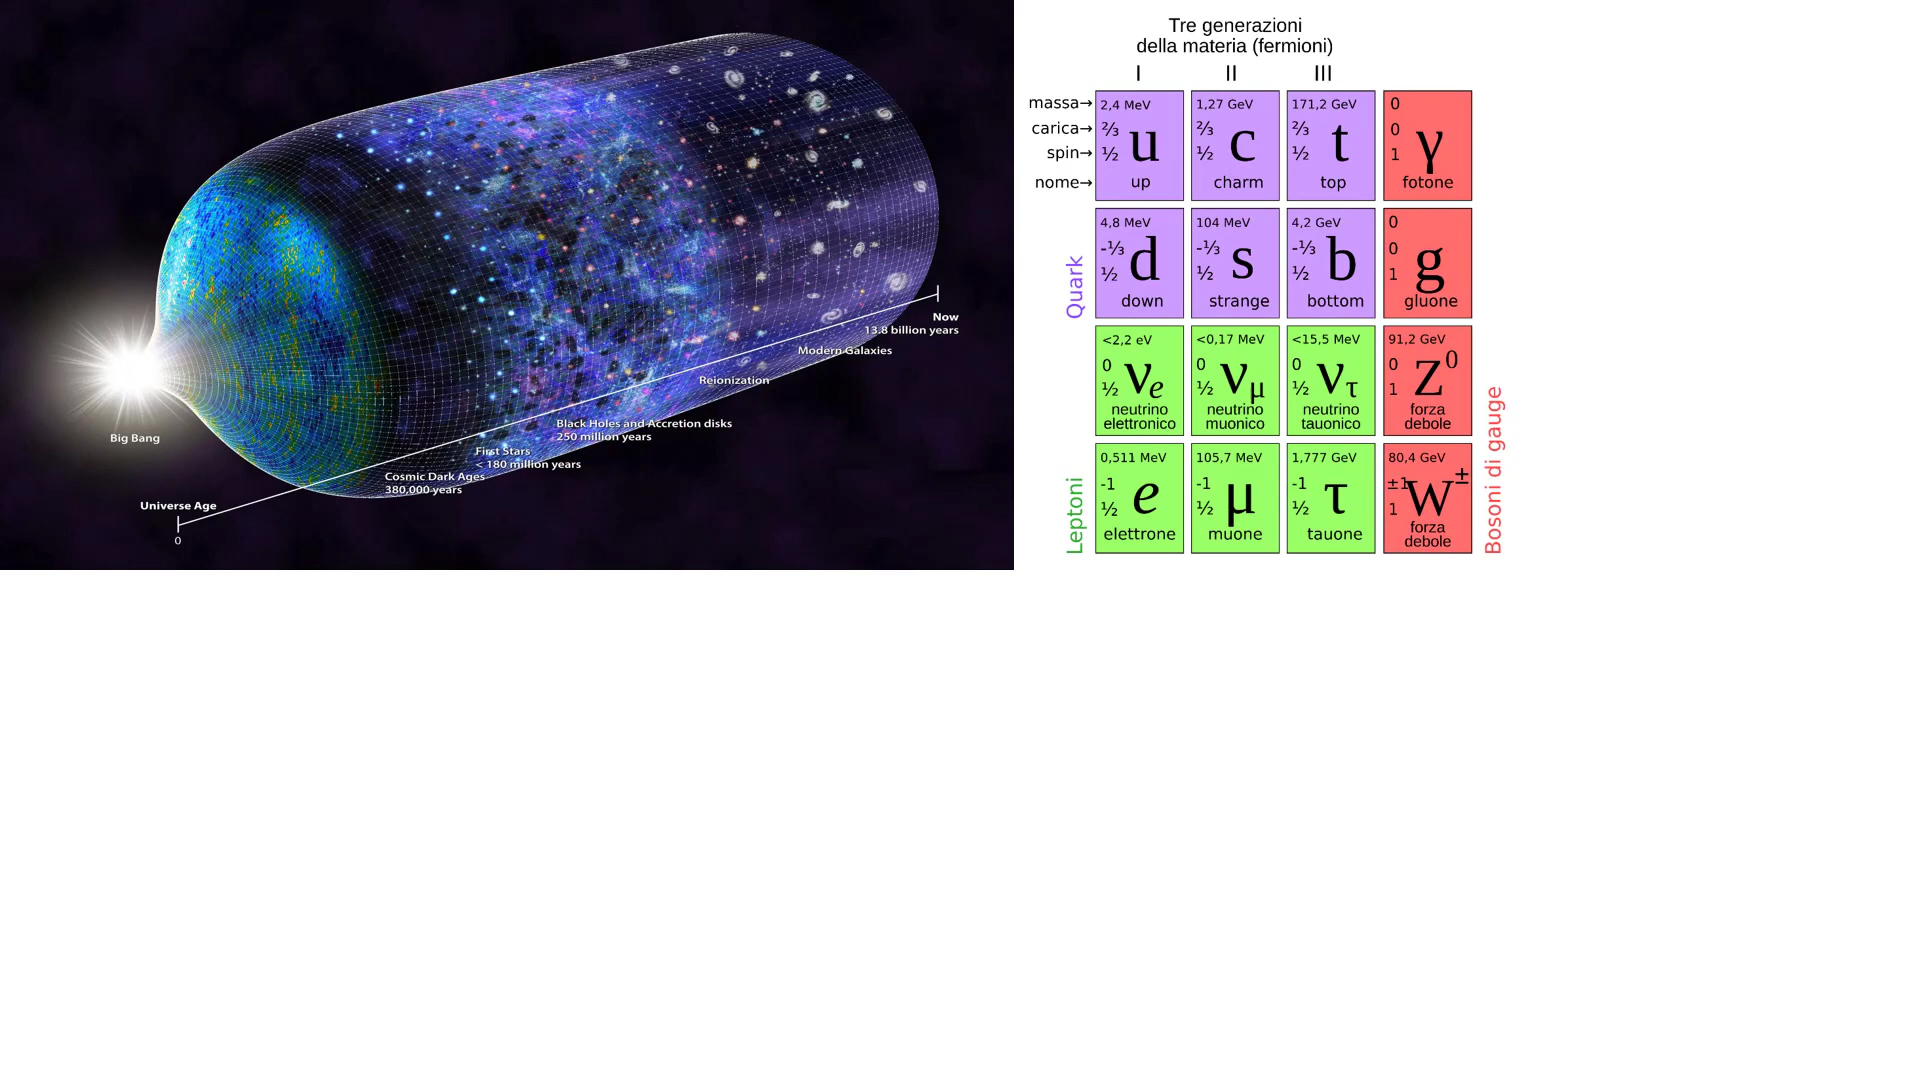 Big Bang
Universe Age
0
Cosmic Dark Ages
380,000 years
First Stars
< 180 million years
Black Holes and Accretion disks
250 million years
Reionization
Modern Galaxies
Now
13.8 billion years
Tre generazioni
della materia (fermioni)
I II III
massa→ 2,4 MeV 1,27 GeV 171,2 GeV 0
carica→ ⅔ ⅔ ⅔ 0
u c t γ
spin→ ½ ½ ½ 1
nome→ up charm top fotone
Quark
4,8 MeV 104 MeV 4,2 GeV 0
-⅓ -⅓ -⅓ 0
d s b g
½ ½ ½ 1
down strange bottom gluone
<2,2 eV <0,17 MeV <15,5 MeV 91,2 GeV
0 0 0 0
νe νμ ντ Z⁰
½ ½ ½ 1
neutrino neutrino neutrino forza
elettronico muonico tauonico debole
Leptoni
0,511 MeV 105,7 MeV 1,777 GeV 80,4 GeV
-1 -1 -1 ±1
e μ τ W±
½ ½ ½ 1
elettrone muone tauone forza
debole
Bosoni di gauge